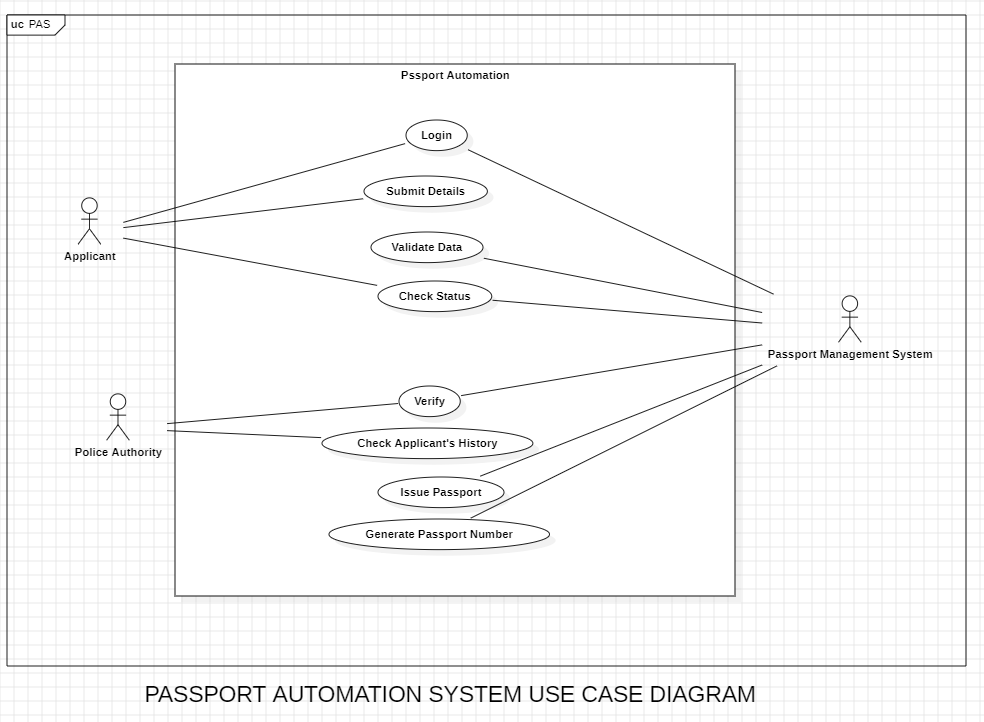 uc PAS
Pssport Automation
Login
Submit Details
Validate Data
Applicant
Check Status
Passport Management System
Verify
Check Applicant's History
Police Authority
Issue Passport
Generate Passport Number
PASSPORT AUTOMATION SYSTEM USE CASE DIAGRAM